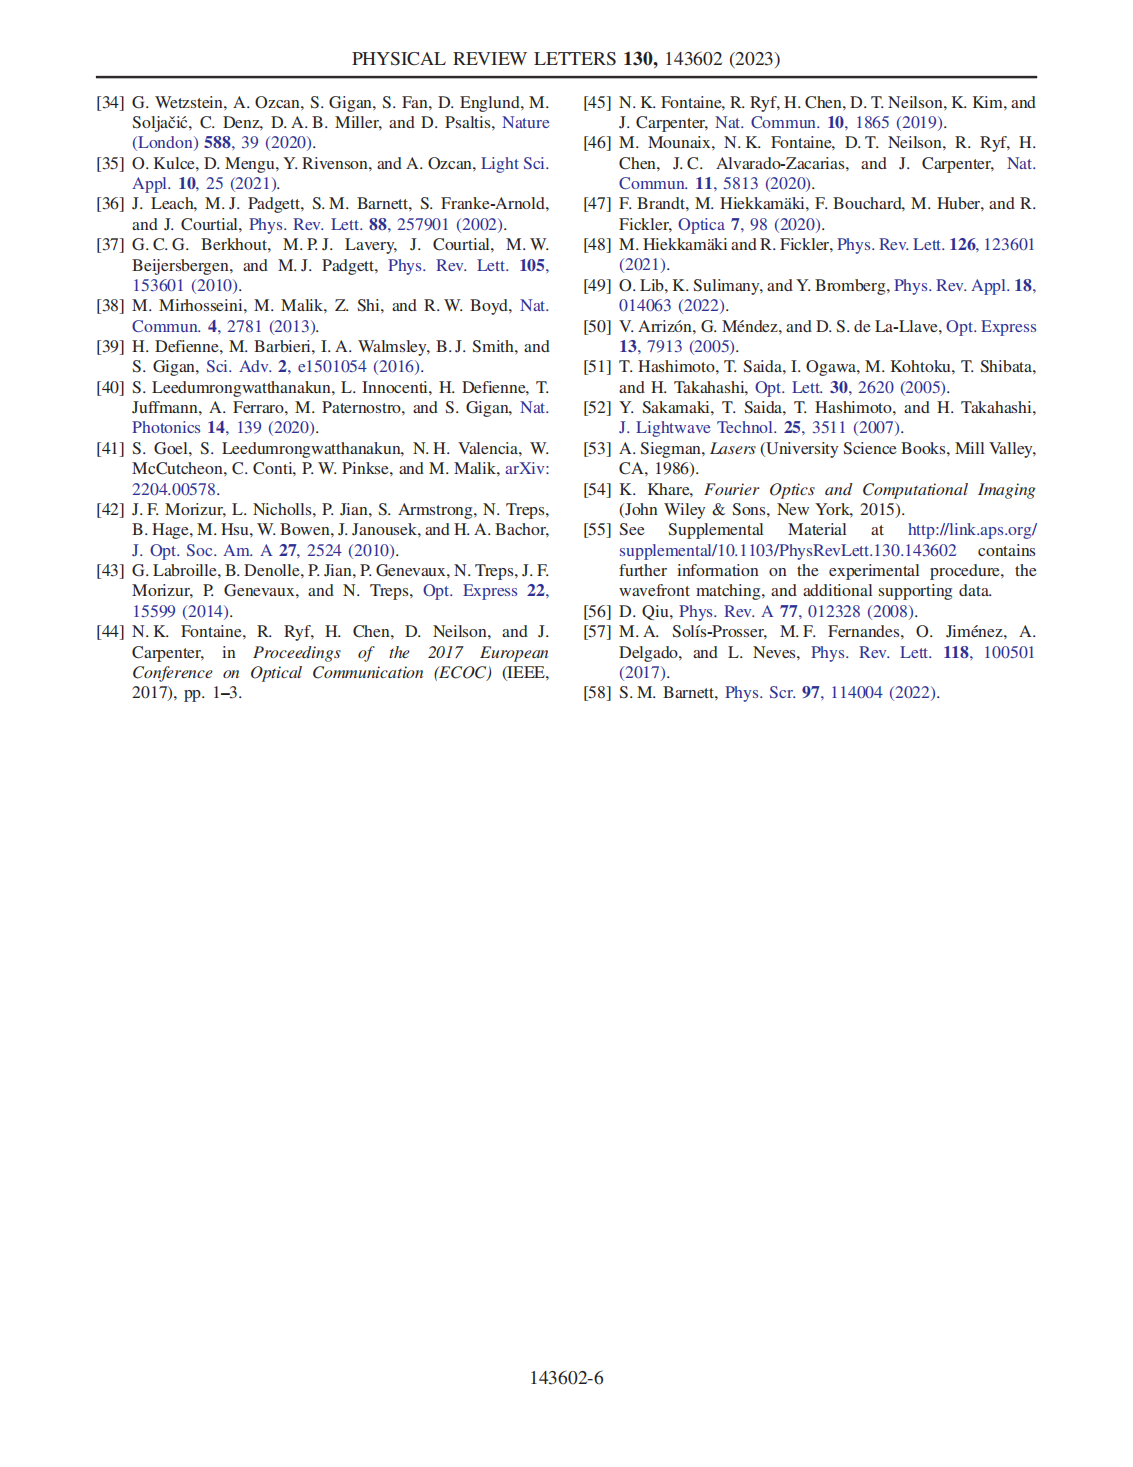 PHYSICAL REVIEW LETTERS 130, 143602 (2023)
[34] G. Wetzstein, A. Ozcan, S. Gigan, S. Fan, D. Englund, M.
Soljačić, C. Denz, D. A. B. Miller, and D. Psaltis, Nature
(London) 588, 39 (2020).
[35] O. Kulce, D. Mengu, Y. Rivenson, and A. Ozcan, Light Sci.
Appl. 10, 25 (2021).
[36] J. Leach, M. J. Padgett, S. M. Barnett, S. Franke-Arnold,
and J. Courtial, Phys. Rev. Lett. 88, 257901 (2002).
[37] G. C. G. Berkhout, M. P. J. Lavery, J. Courtial, M. W.
Beijersbergen, and M. J. Padgett, Phys. Rev. Lett. 105,
153601 (2010).
[38] M. Mirhosseini, M. Malik, Z. Shi, and R. W. Boyd, Nat.
Commun. 4, 2781 (2013).
[39] H. Defienne, M. Barbieri, I. A. Walmsley, B. J. Smith, and
S. Gigan, Sci. Adv. 2, e1501054 (2016).
[40] S. Leedumrongwatthanakun, L. Innocenti, H. Defienne, T.
Juffmann, A. Ferraro, M. Paternostro, and S. Gigan, Nat.
Photonics 14, 139 (2020).
[41] S. Goel, S. Leedumrongwatthanakun, N. H. Valencia, W.
McCutcheon, C. Conti, P. W. Pinkse, and M. Malik, arXiv:
2204.00578.
[42] J. F. Morizur, L. Nicholls, P. Jian, S. Armstrong, N. Treps,
B. Hage, M. Hsu, W. Bowen, J. Janousek, and H. A. Bachor,
J. Opt. Soc. Am. A 27, 2524 (2010).
[43] G. Labroille, B. Denolle, P. Jian, P. Genevaux, N. Treps, J. F.
Morizur, P. Genevaux, and N. Treps, Opt. Express 22,
15599 (2014).
[44] N. K. Fontaine, R. Ryf, H. Chen, D. Neilson, and J.
Carpenter, in Proceedings of the 2017 European
Conference on Optical Communication (ECOC) (IEEE,
2017), pp. 1–3.
[45] N. K. Fontaine, R. Ryf, H. Chen, D. T. Neilson, K. Kim, and
J. Carpenter, Nat. Commun. 10, 1865 (2019).
[46] M. Mounaix, N. K. Fontaine, D. T. Neilson, R. Ryf, H.
Chen, J. C. Alvarado-Zacarias, and J. Carpenter, Nat.
Commun. 11, 5813 (2020).
[47] F. Brandt, M. Hiekkamäki, F. Bouchard, M. Huber, and R.
Fickler, Optica 7, 98 (2020).
[48] M. Hiekkamäki and R. Fickler, Phys. Rev. Lett. 126, 123601
(2021).
[49] O. Lib, K. Sulimany, and Y. Bromberg, Phys. Rev. Appl. 18,
014063 (2022).
[50] V. Arrizón, G. Méndez, and D. S. de La-Llave, Opt. Express
13, 7913 (2005).
[51] T. Hashimoto, T. Saida, I. Ogawa, M. Kohtoku, T. Shibata,
and H. Takahashi, Opt. Lett. 30, 2620 (2005).
[52] Y. Sakamaki, T. Saida, T. Hashimoto, and H. Takahashi,
J. Lightwave Technol. 25, 3511 (2007).
[53] A. Siegman, Lasers (University Science Books, Mill Valley,
CA, 1986).
[54] K. Khare, Fourier Optics and Computational Imaging
(John Wiley & Sons, New York, 2015).
[55] See Supplemental Material at http://link.aps.org/
supplemental/10.1103/PhysRevLett.130.143602 contains
further information on the experimental procedure, the
wavefront matching, and additional supporting data.
[56] D. Qiu, Phys. Rev. A 77, 012328 (2008).
[57] M. A. Solís-Prosser, M. F. Fernandes, O. Jiménez, A.
Delgado, and L. Neves, Phys. Rev. Lett. 118, 100501
(2017).
[58] S. M. Barnett, Phys. Scr. 97, 114004 (2022).
143602-6